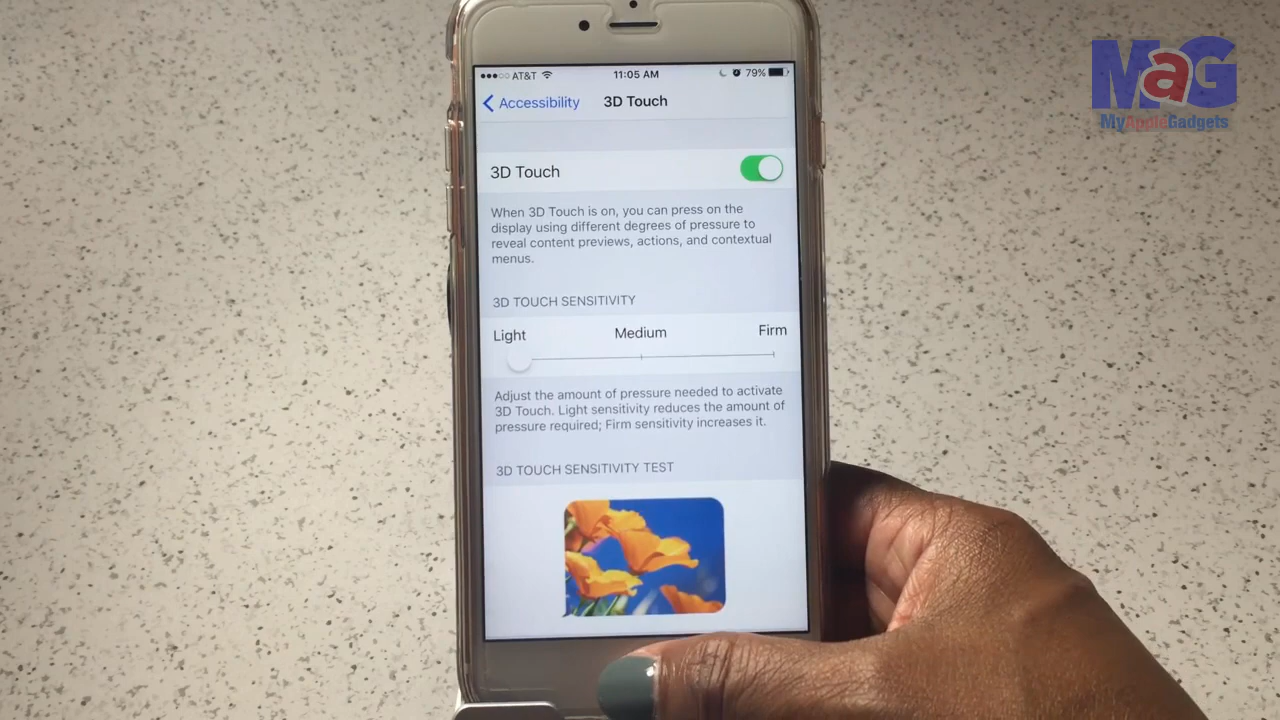 AT&T 11:05 AM 79%
Accessibility 3D Touch
3D Touch
When 3D Touch is on, you can press on the
display using different degrees of pressure to
reveal content previews, actions, and contextual
menus.
3D TOUCH SENSITIVITY
Light Medium Firm
Adjust the amount of pressure needed to activate
3D Touch. Light sensitivity reduces the amount of
pressure required; Firm sensitivity increases it.
3D TOUCH SENSITIVITY TEST
MaG
MyAppleGadgets